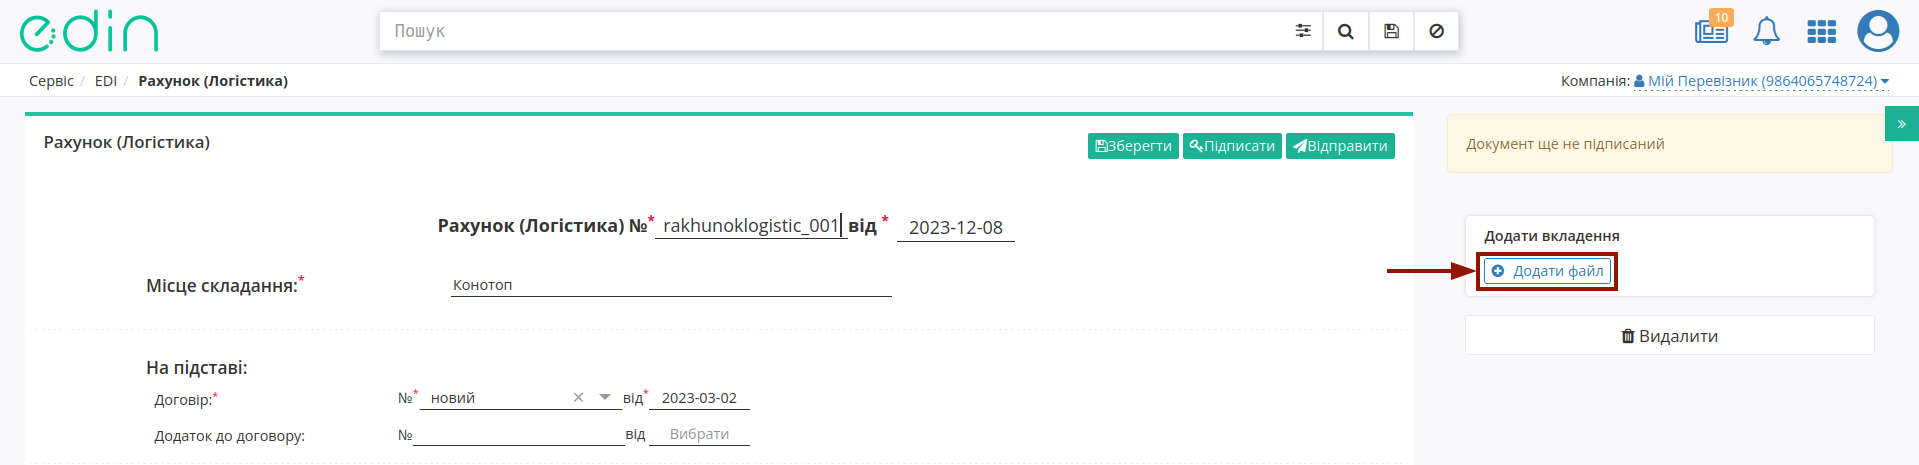 edin
Пошук
10
Сервіс / EDI / Рахунок (Логістика)
Компанія: Мій Перевізник (9864065748724)
Рахунок (Логістика)
Зберегти Підписати Відправити
»
Документ ще не підписаний
Рахунок (Логістика) №* rakhunoklogistic_001 від * 2023-12-08
Додати вкладення
Додати файл
Місце складання:* Конотоп
Видалити
На підставі:
Договір:* №* новий × від* 2023-03-02
Додаток до договору: № від Вибрати